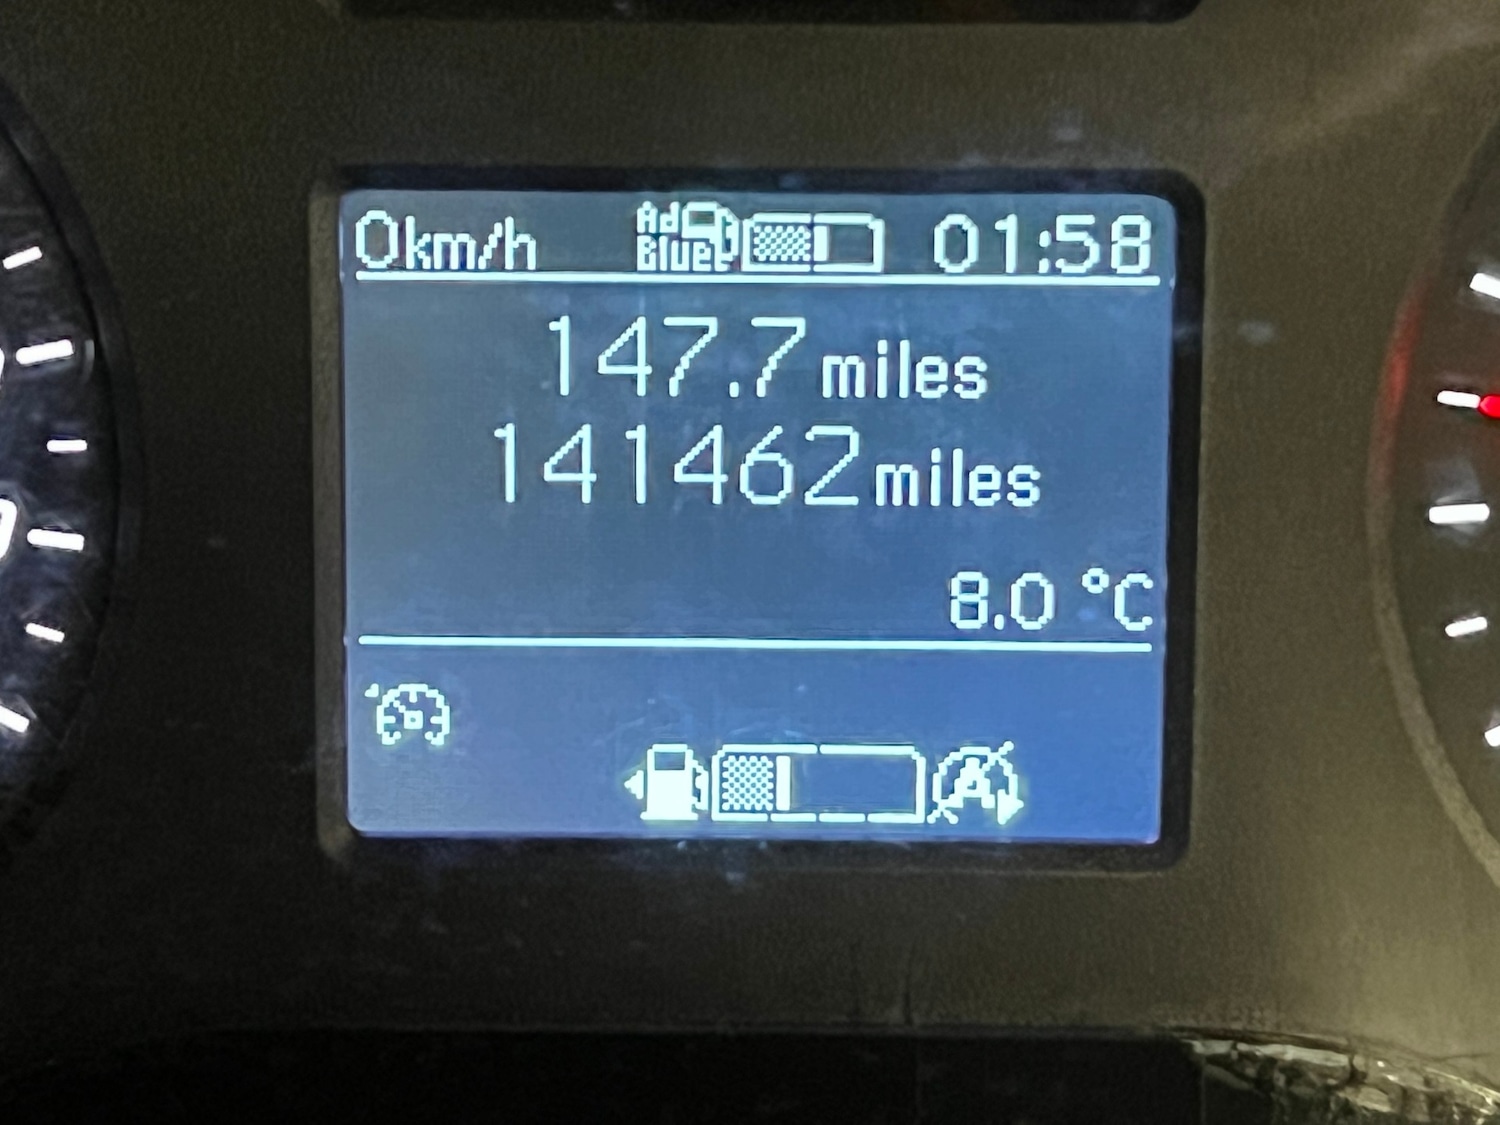 0km/h Ad Blue 01:58
147.7 miles
141462 miles
8.0 °C
A